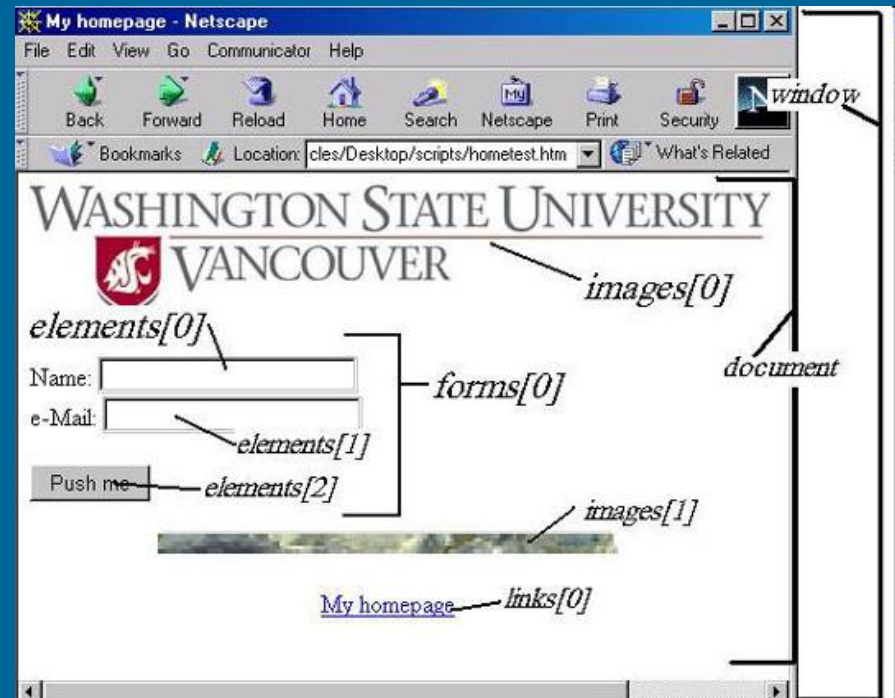 My homepage - Netscape
File Edit View Go Communicator Help
Back Forward Reload Home Search Netscape Print Security
My
N
window
Bookmarks Location: cles/Desktop/scripts/hometest.htm What's Related
WASHINGTON STATE UNIVERSITY
VANCOUVER
images[0]
elements[0]
document
Name:
forms[0]
e-Mail:
elements[1]
Push me
elements[2]
images[1]
My homepage
links[0]